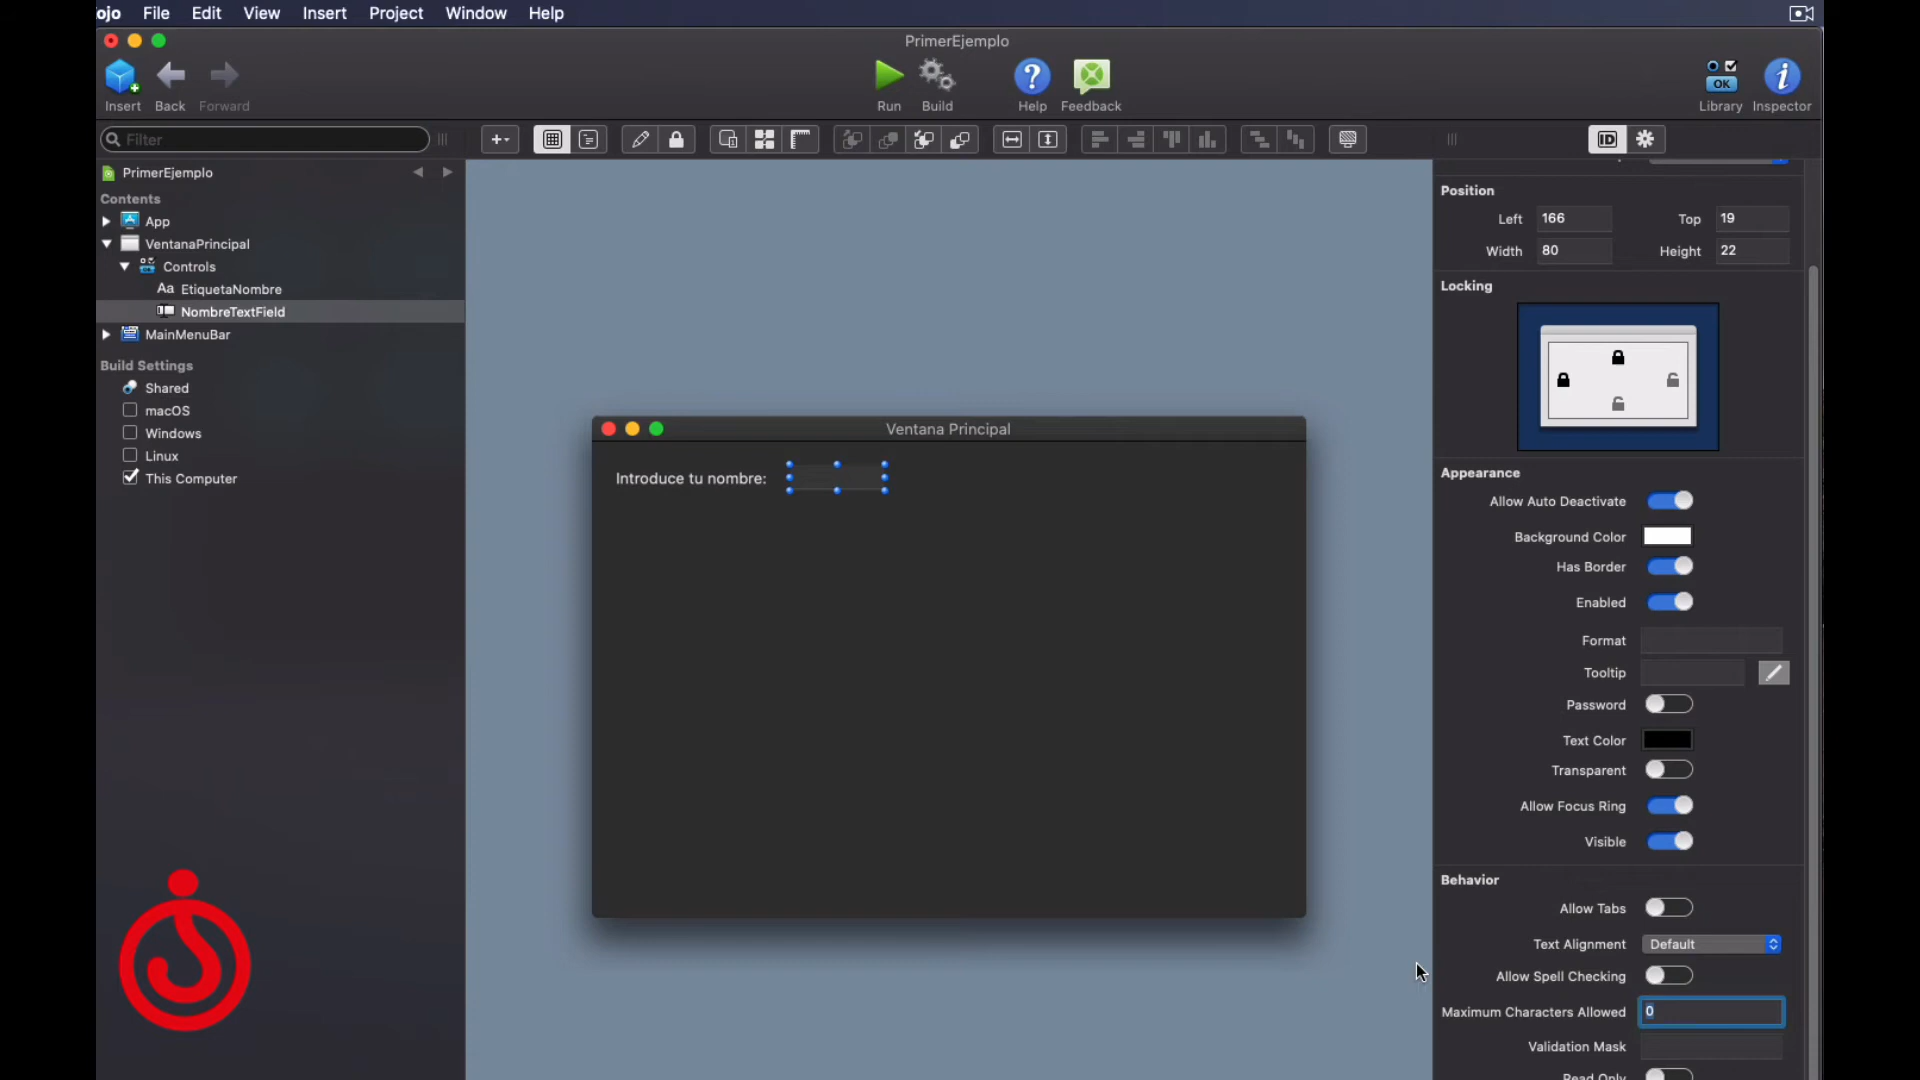 ojo File Edit View Insert Project Window Help
PrimerEjemplo
Insert Back Forward Run Build Help Feedback OK Library Inspector
Filter ID
PrimerEjemplo
Contents
App
VentanaPrincipal
Controls
Aa EtiquetaNombre
NombreTextField
MainMenuBar
Build Settings
Shared
macOS
Windows
Linux
This Computer
Ventana Principal
Introduce tu nombre:
Position
Left 166 Top 19
Width 80 Height 22
Locking
Appearance
Allow Auto Deactivate
Background Color
Has Border
Enabled
Format
Tooltip
Password
Text Color
Transparent
Allow Focus Ring
Visible
Behavior
Allow Tabs
Text Alignment Default
Allow Spell Checking
Maximum Characters Allowed 0
Validation Mask
Read Only